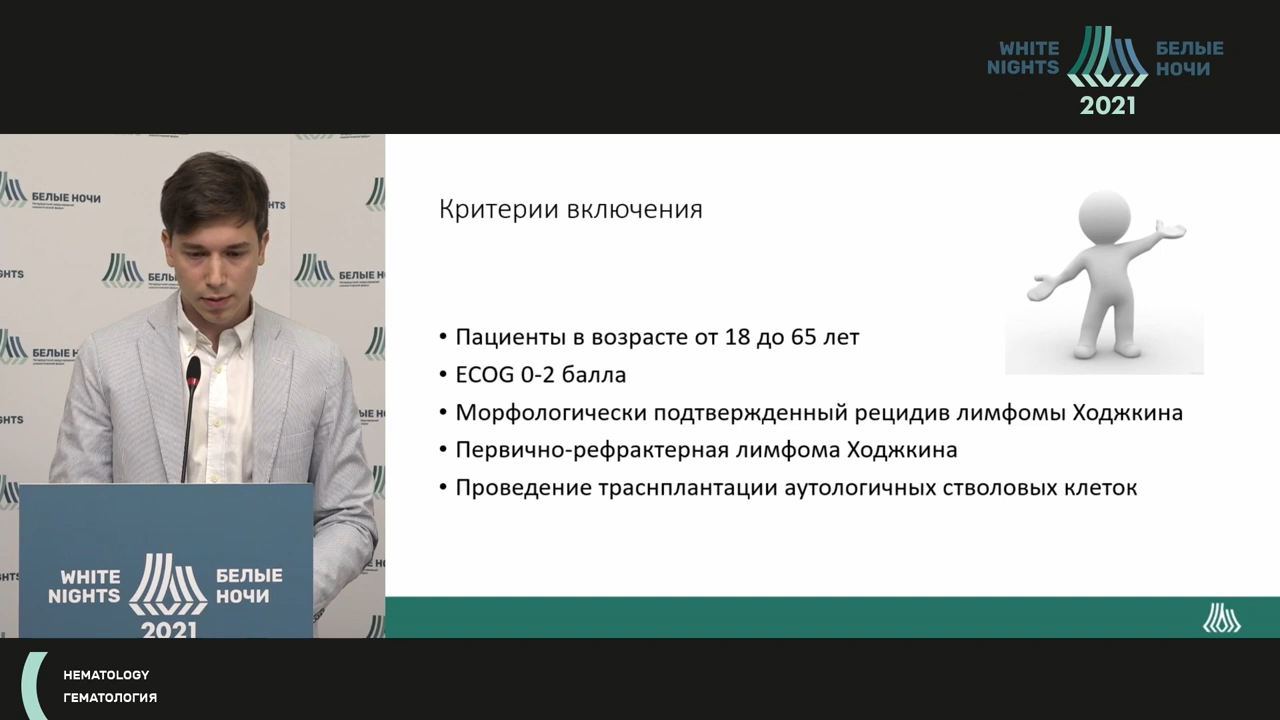 WHITE
NIGHTS
БЕЛЫЕ
НОЧИ
2021
БЕЛЫЕ НОЧИ
Критерии включения
• Пациенты в возрасте от 18 до 65 лет
• ECOG 0-2 балла
• Морфологически подтвержденный рецидив лимфомы Ходжкина
• Первично-рефрактерная лимфома Ходжкина
• Проведение траснплантации аутологичных стволовых клеток
WHITE
NIGHTS
БЕЛЫЕ
НОЧИ
2021
HEMATOLOGY
ГЕМАТОЛОГИЯ